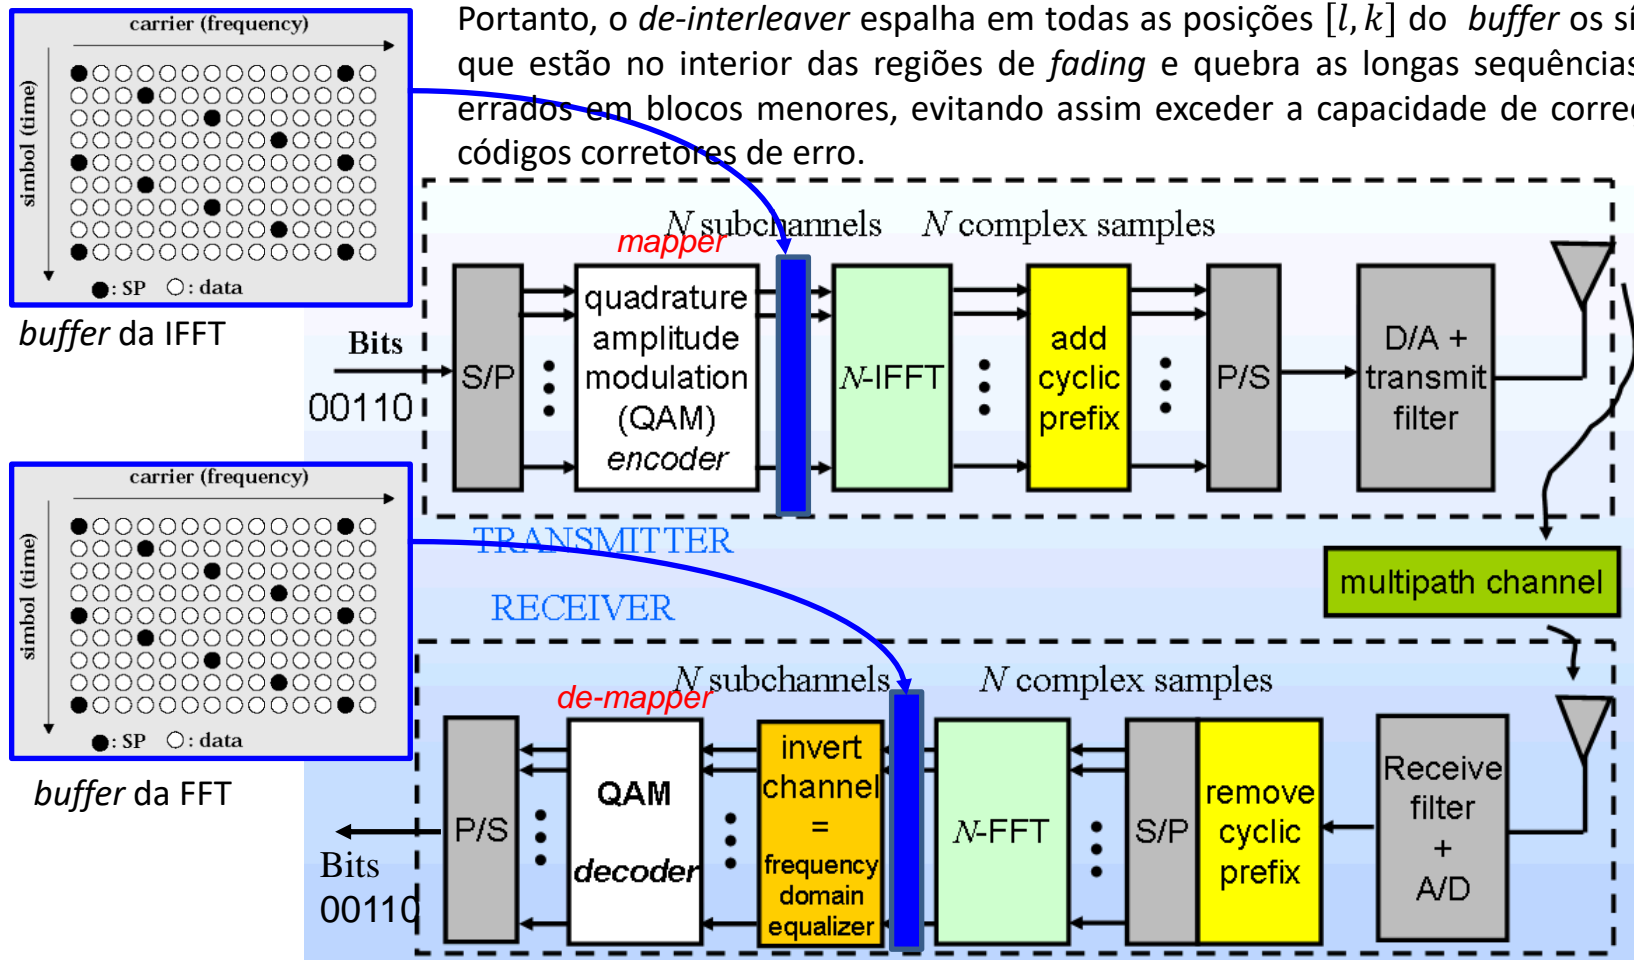 Portanto, o de-interleaver espalha em todas as posições [l, k] do buffer os
que estão no interior das regiões de fading e quebra as longas sequências
errados em blocos menores, evitando assim exceder a capacidade de
códigos corretores de erro.
carrier (frequency)
simbol (time)
●: SP ○: data
buffer da IFFT
N subchannels N complex samples
mapper
Bits
00110
S/P
quadrature
amplitude
modulation
(QAM)
encoder
N-IFFT
add
cyclic
prefix
P/S
D/A +
transmit
filter
TRANSMITTER
multipath channel
RECEIVER
carrier (frequency)
simbol (time)
●: SP ○: data
buffer da FFT
N subchannels N complex samples
de-mapper
Bits
00110
P/S
QAM
decoder
invert
channel
=
frequency
domain
equalizer
N-FFT
S/P
remove
cyclic
prefix
Receive
filter
+
A/D